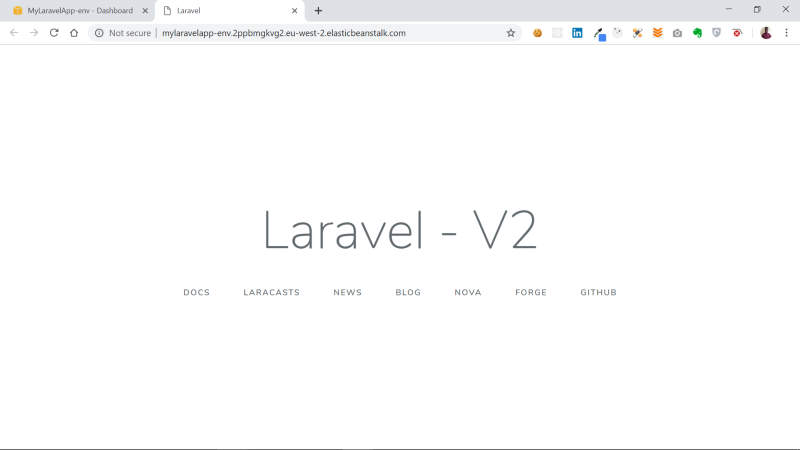 MyLaravelApp-env - Dashboard
Laravel
Not secure
mylaravelapp-env.2ppbmgkvg2.eu-west-2.elasticbeanstalk.com
Laravel - V2
DOCS LARACASTS NEWS BLOG NOVA FORGE GITHUB